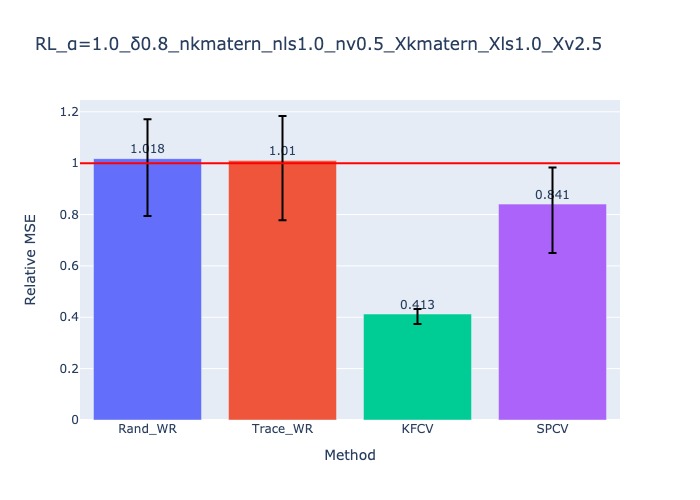 RL_α=1.0_δ0.8_nkmatern_nls1.0_nv0.5_Xkmatern_Xls1.0_Xv2.5
1.2
1
0.8
0.6
0.4
0.2
0
Relative MSE
1.018
1.01
0.413
0.841
Rand_WR
Trace_WR
KFCV
SPCV
Method